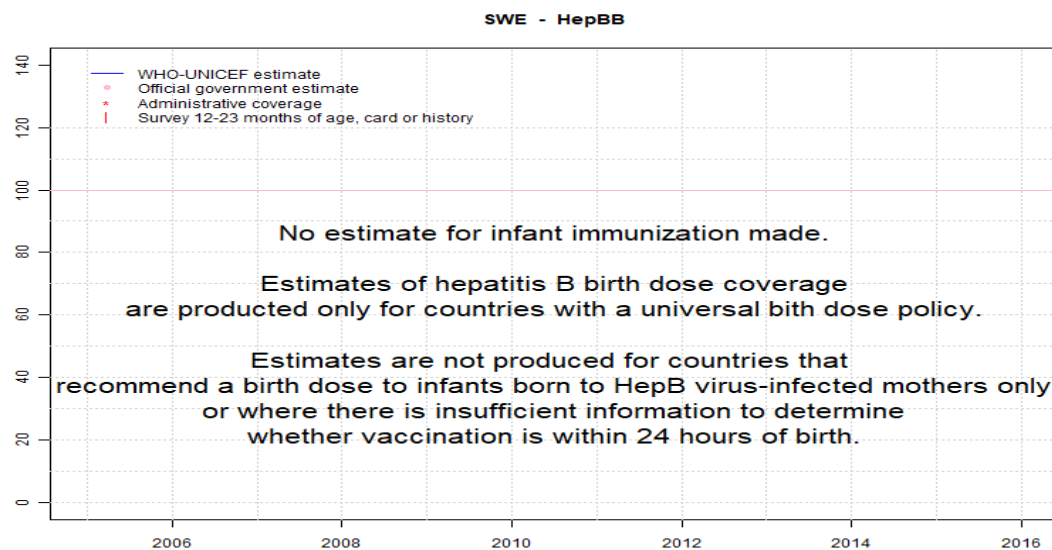 SWE - HepBB
140
120
100
80
60
40
20
0
WHO-UNICEF estimate
Official government estimate
Administrative coverage
Survey 12-23 months of age, card or history
No estimate for infant immunization made.
Estimates of hepatitis B birth dose coverage
are producted only for countries with a universal bith dose policy.
Estimates are not produced for countries that
recommend a birth dose to infants born to HepB virus-infected mothers only
or where there is insufficient information to determine
whether vaccination is within 24 hours of birth.
2006 2008 2010 2012 2014 2016